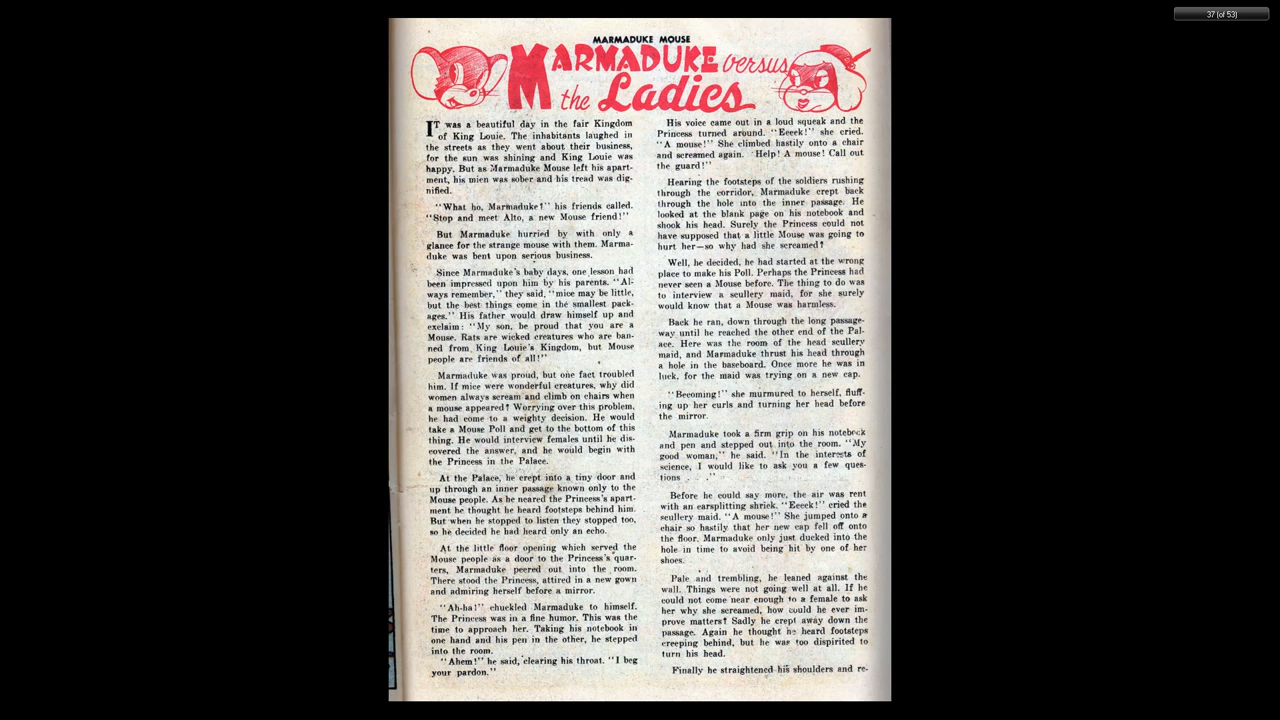 37 (of 53)
MARMADUKE MOUSE
MARMADUKE versus
the Ladies
IT was a beautiful day in the fair Kingdom
of King Louie. The inhabitants laughed in
the streets as they went about their business,
for the sun was shining and King Louie was
happy. But as Marmaduke Mouse left his apart-
ment, his mien was sober and his tread was dig-
nified.
"What ho, Marmaduke!" his friends called.
"Stop and meet Alto, a new Mouse friend!"
But Marmaduke hurried by with only a
glance for the strange mouse with them. Marma-
duke was bent upon serious business.
Since Marmaduke's baby days, one lesson had
been impressed upon him by his parents. "Al-
ways remember," they said, "mice may be little,
but the best things come in the smallest pack-
ages." His father would draw himself up and
exclaim: "My son, be proud that you are a
Mouse. Rats are wicked creatures who are ban-
ned from King Louie's Kingdom, but Mouse
people are friends of all!"
Marmaduke was proud, but one fact troubled
him. If mice were wonderful creatures, why did
women always scream and climb on chairs when
a mouse appeared? Worrying over this problem,
he had come to a weighty decision. He would
take a Mouse Poll and get to the bottom of this
thing. He would interview females until he dis-
covered the answer, and he would begin with
the Princess in the Palace.
At the Palace, he crept into a tiny door and
up through an inner passage known only to the
Mouse people. As he neared the Princess's apart-
ment he thought he heard footsteps behind him.
But when he stopped to listen they stopped too,
so he decided he had heard only an echo.
At the little floor opening which served the
Mouse people as a door to the Princess's quar-
ters, Marmaduke peered out into the room.
There stood the Princess, attired in a new gown
and admiring herself before a mirror.
"Ah-ha!" chuckled Marmaduke to himself.
The Princess was in a fine humor. This was the
time to approach her. Taking his notebook in
one hand and his pen in the other, he stepped
into the room.
"Ahem!" he said, clearing his throat. "I beg
your pardon."
His voice came out in a loud squeak and the
Princess turned around. "Eeeek!" she cried.
"A mouse!" She climbed hastily onto a chair
and screamed again. "Help! A mouse! Call out
the guard!"
Hearing the footsteps of the soldiers rushing
through the corridor, Marmaduke crept back
through the hole into the inner passage. He
looked at the blank page on his notebook and
shook his head. Surely the Princess could not
have supposed that a little Mouse was going to
hurt her—so why had she screamed?
Well, he decided, he had started at the wrong
place to make his Poll. Perhaps the Princess had
never seen a Mouse before. The thing to do was
to interview a scullery maid, for she surely
would know that a Mouse was harmless.
Back he ran, down through the long passage-
way until he reached the other end of the Pal-
ace. Here was the room of the head scullery
maid, and Marmaduke thrust his head through
a hole in the baseboard. Once more he was in
luck, for the maid was trying on a new cap.
"Becoming!" she murmured to herself, fluff-
ing up her curls and turning her head before
the mirror.
Marmaduke took a firm grip on his notebook
and pen and stepped out into the room. "My
good woman," he said. "In the interests of
science, I would like to ask you a few ques-
tions . . ."
Before he could say more, the air was rent
with an earsplitting shriek. "Eeeek!" cried the
scullery maid. "A mouse!" She jumped onto a
chair so hastily that her new cap fell off onto
the floor. Marmaduke only just ducked into the
hole in time to avoid being hit by one of her
shoes.
Pale and trembling, he leaned against the
wall. Things were not going well at all. If he
could not come near enough to a female to ask
her why she screamed, how could he ever im-
prove matters? Sadly he crept away down the
passage. Again he thought he heard footsteps
creeping behind, but he was too dispirited to
turn his head.
Finally he straightened his shoulders and re-